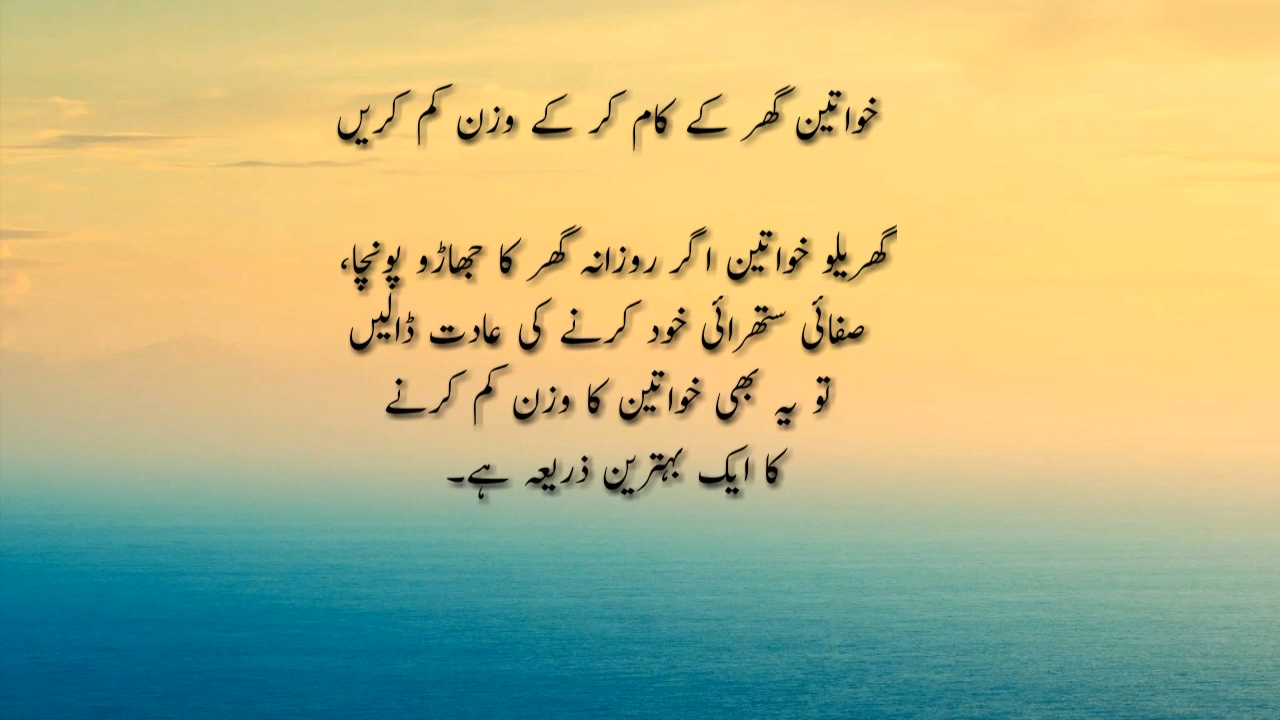 خواتین گھر کے کام کر کے وزن کم کریں
گھریلو خواتین اگر روزانہ گھر کا جھاڑو پونچا،
صفائی ستھرائی خود کرنے کی عادت ڈالیں
تو یہ بھی خواتین کا وزن کم کرنے
کا ایک بہترین ذریعہ ہے۔